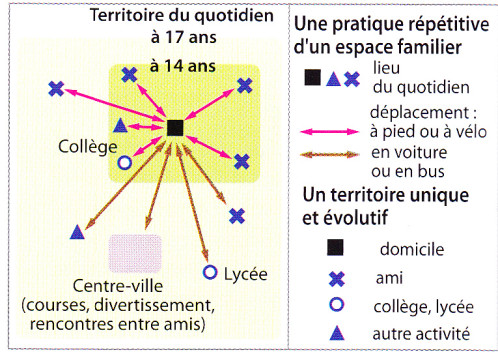 Territoire du quotidien
à 17 ans
à 14 ans
Collège
Lycée
Centre-ville
(courses, divertissement,
rencontres entre amis)
Une pratique répétitive
d'un espace familier
lieu
du quotidien
déplacement :
à pied ou à vélo
en voiture
ou en bus
Un territoire unique
et évolutif
domicile
ami
collège, lycée
autre activité